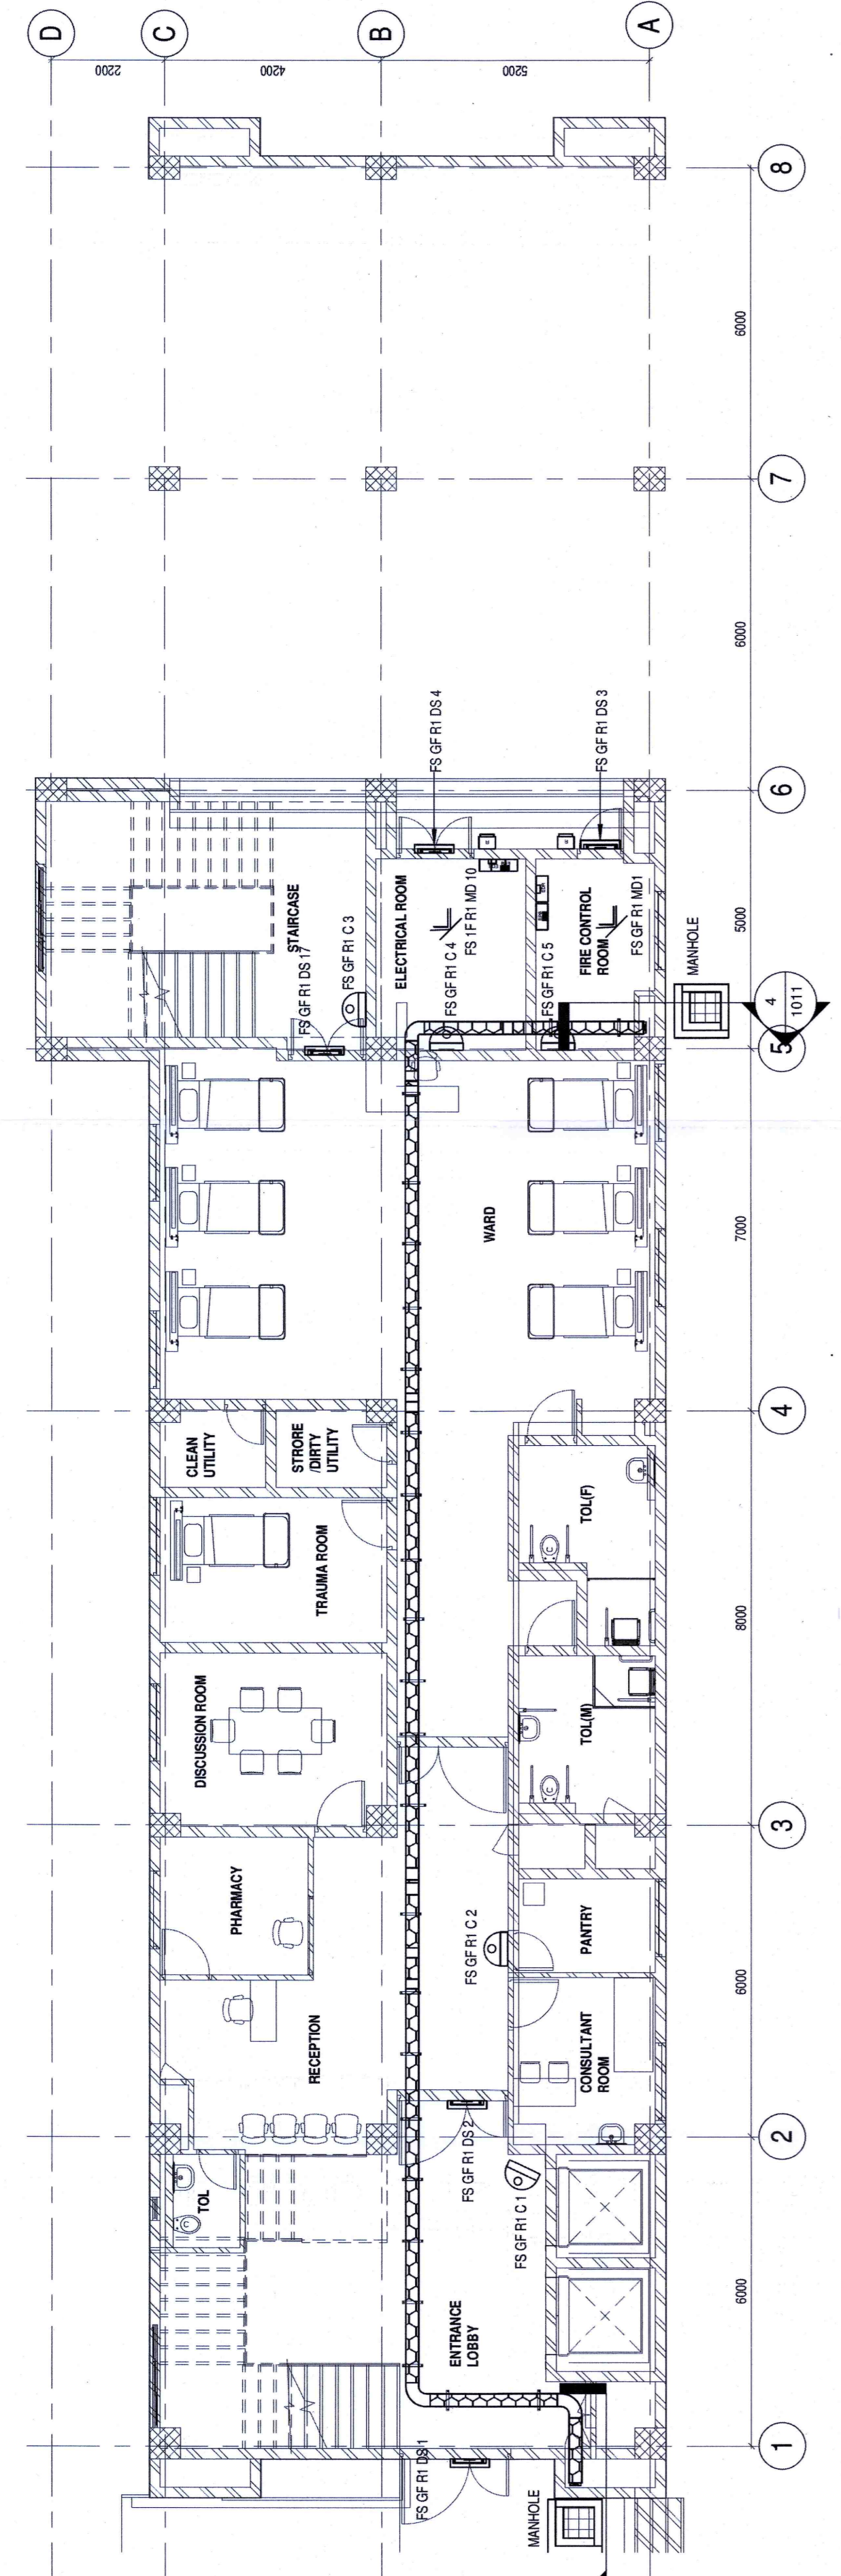 D
C
B
A
2200
4200
5200
8
6000
7
6000
FS GF R1 DS 4
FS GF R1 DS 3
6
STAIRCASE
FS GF R1 DS 17
FS GF R1 C 3
ELECTRICAL ROOM
FS 1F R1 MD 10
FS GF R1 C 4
FIRE CONTROL
ROOM
FS GF R1 MD1
FS GF R1 C 5
MANHOLE
5000
4
1011
5
WARD
7000
4
CLEAN
UTILITY
STRORE
/DIRTY
UTILITY
TRAUMA ROOM
TOL(F)
C
8000
DISCUSSION ROOM
TOL(M)
C
3
PHARMACY
FS GF R1 C 2
PANTRY
6000
RECEPTION
CONSULTANT
ROOM
2
TOL
C
FS GF R1 DS 2
FS GF R1 C 1
ENTRANCE
LOBBY
6000
1
FS GF R1 DS 1
MANHOLE